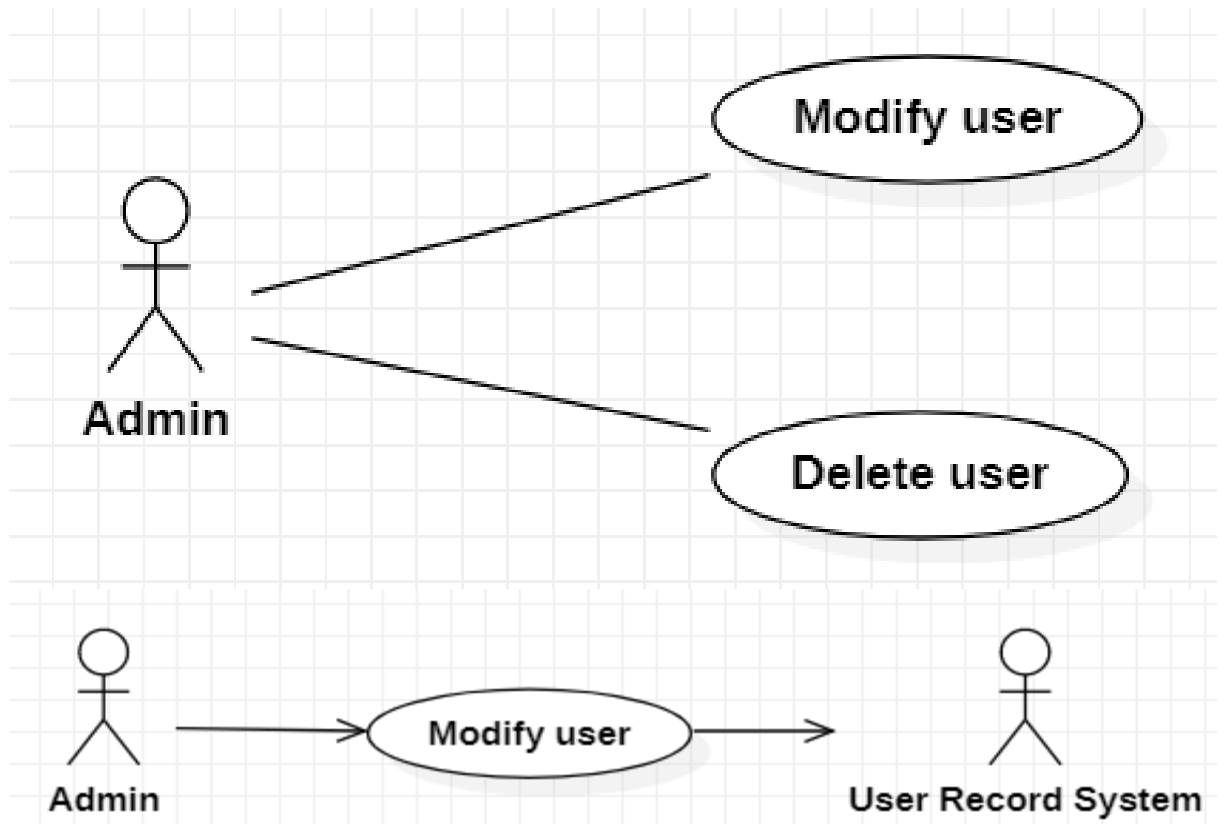 Modify user
Admin
Delete user
Modify user
Admin
User Record System